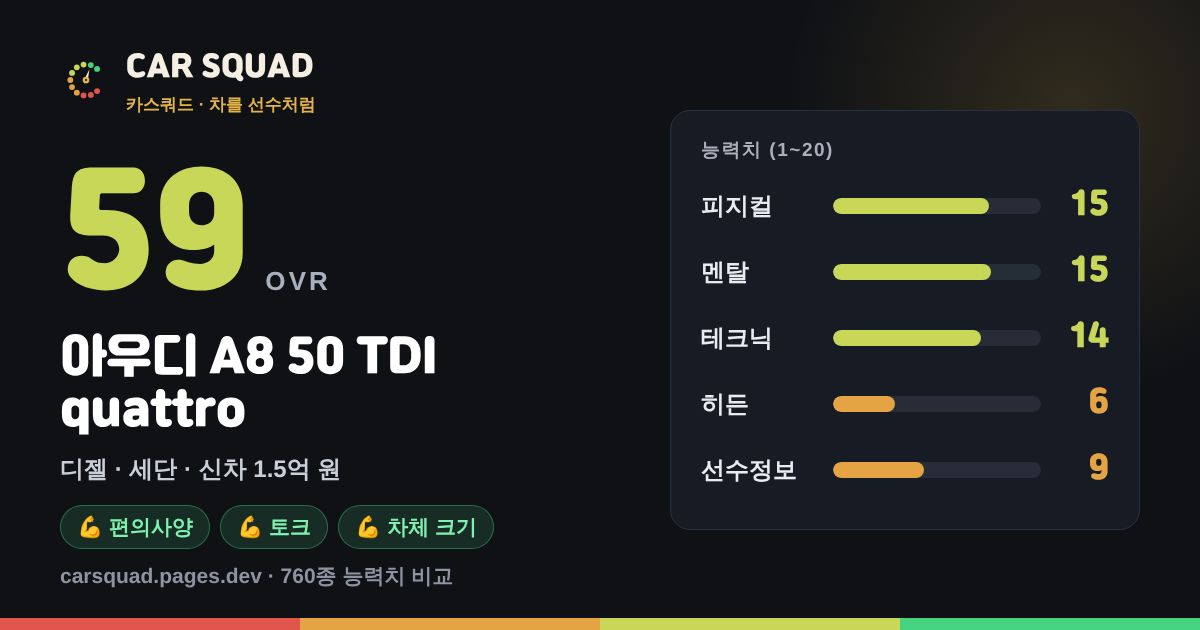 CAR SQUAD
카스쿼드 · 차를 선수처럼
59 OVR
아우디 A8 50 TDI
quattro
디젤 · 세단 · 신차 1.5억 원
💪 편의사양 💪 토크 💪 차체 크기
carsquad.pages.dev · 760종 능력치 비교
능력치 (1~20)
피지컬 15
멘탈 15
테크닉 14
히든 6
선수정보 9